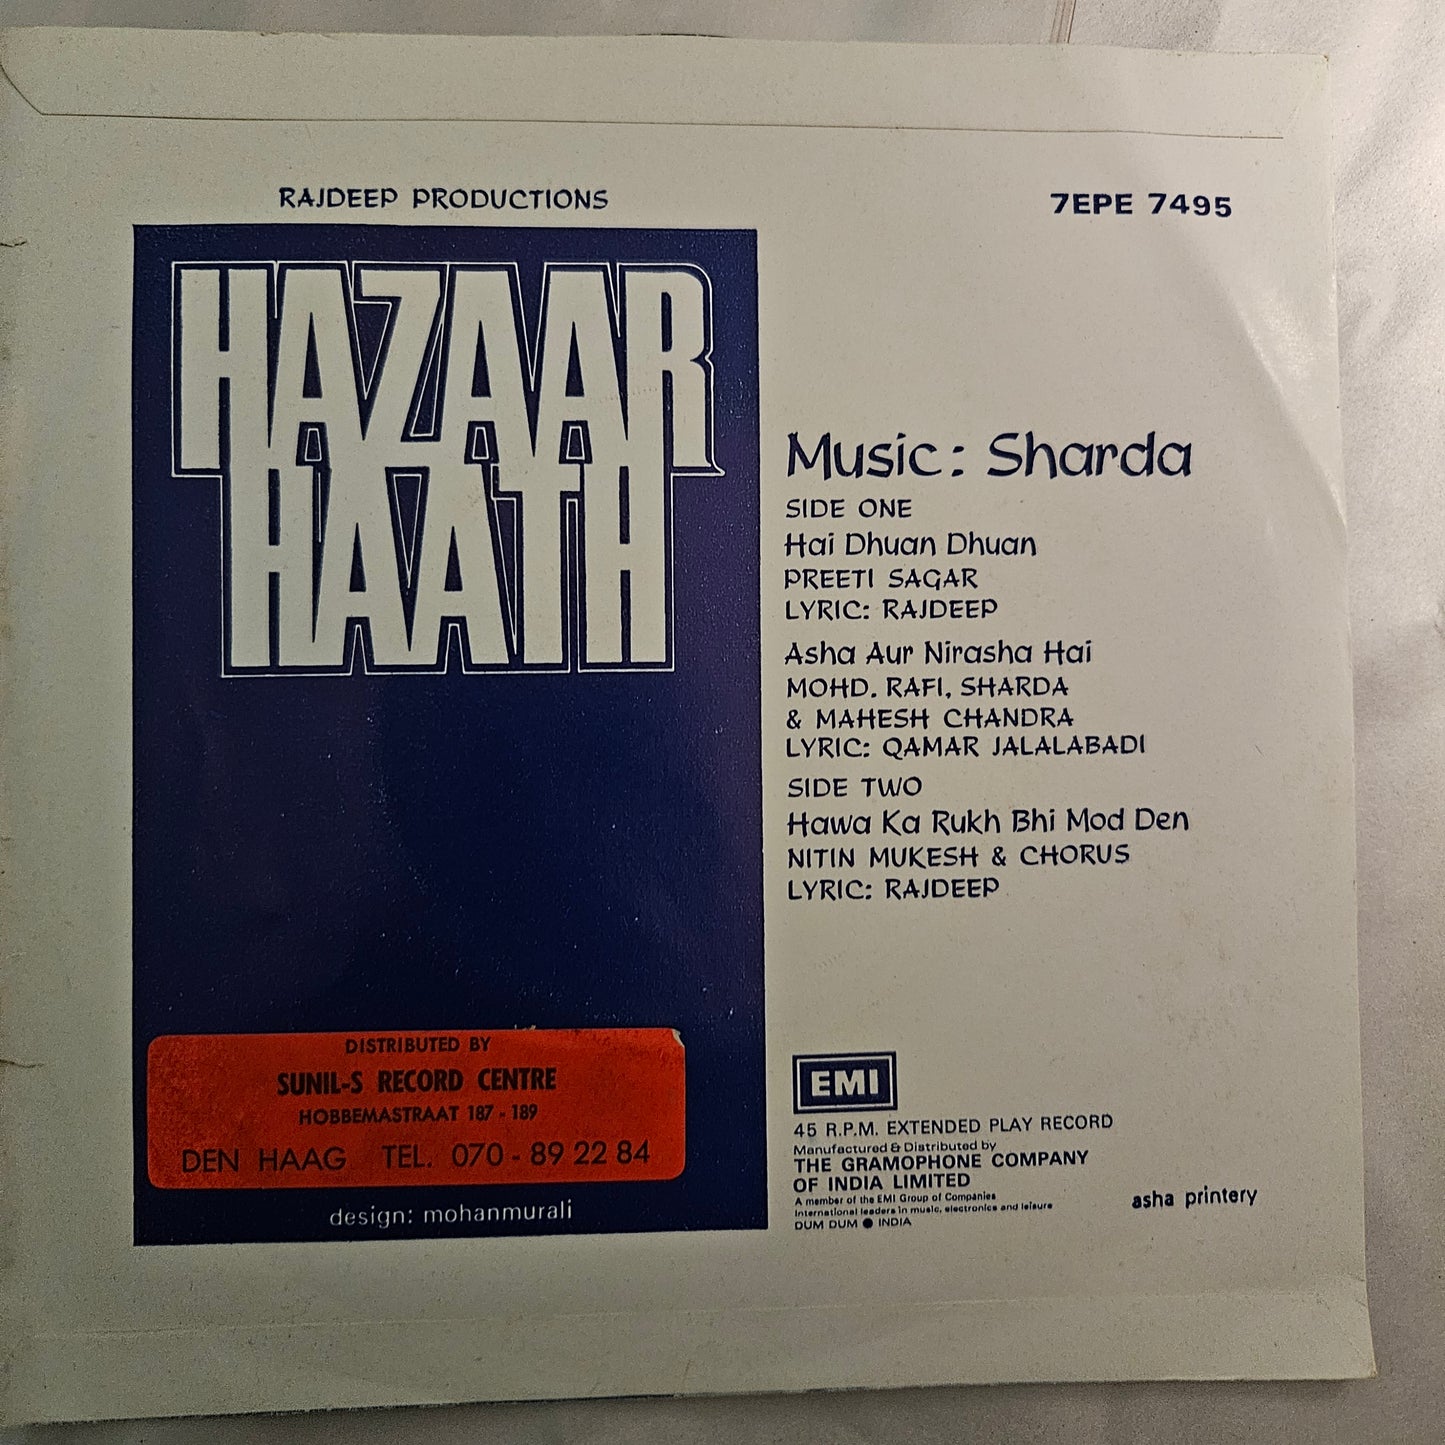 RAJDEEP PRODUCTIONS
7EPE 7495
HAZAAR
HAATH
Music: Sharda
SIDE ONE
Hai Dhuan Dhuan
PREETI SAGAR
LYRIC: RAJDEEP
Asha Aur Nirasha Hai
MOHD. RAFI, SHARDA
& MAHESH CHANDRA
LYRIC: QAMAR JALALABADI
SIDE TWO
Hawa Ka Rukh Bhi Mod Den
NITIN MUKESH & CHORUS
LYRIC: RAJDEEP
DISTRIBUTED BY
SUNIL-S RECORD CENTRE
HOBBEMASTRAAT 187 - 189
DEN HAAG TEL. 070 - 89 22 84
design: mohanmurali
EMI
45 R.P.M. EXTENDED PLAY RECORD
Manufactured & Distributed by
THE GRAMOPHONE COMPANY
OF INDIA LIMITED
A member of the EMI Group of Companies
International leaders in music, electronics and leisure
DUM DUM ● INDIA
asha printery